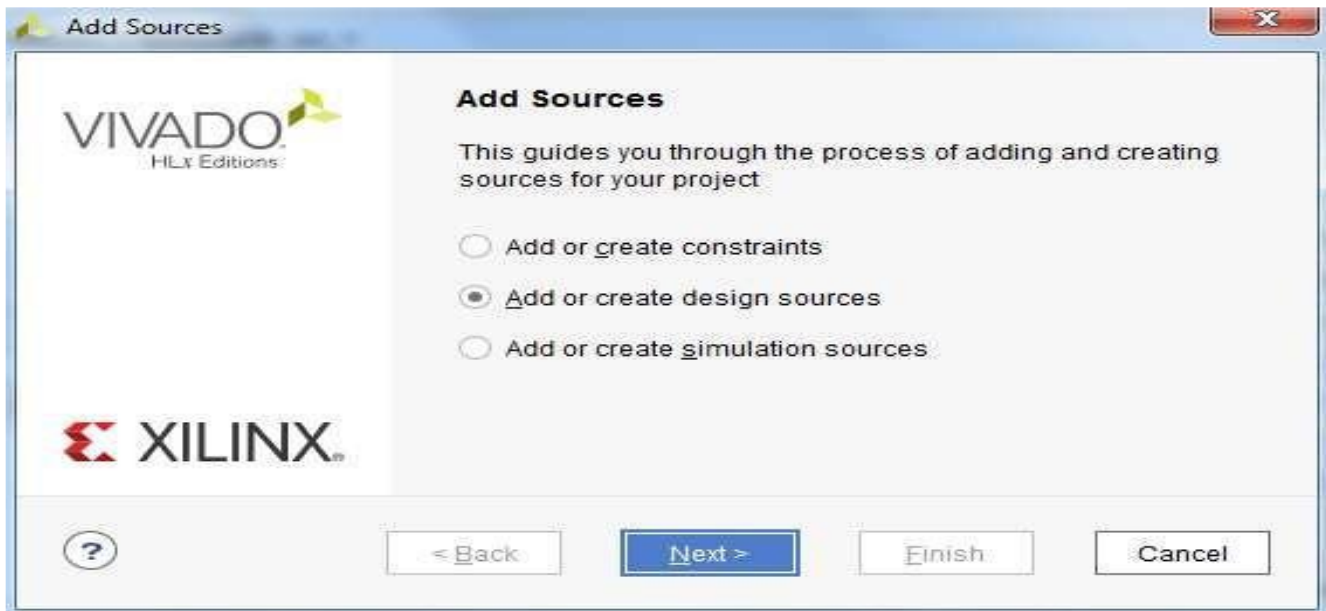 Add Sources
VIVADO.
HLx Editions
Add Sources
This guides you through the process of adding and creating
sources for your project
Add or create constraints
Add or create design sources
Add or create simulation sources
XILINX.
?
< Back
Next >
Finish
Cancel